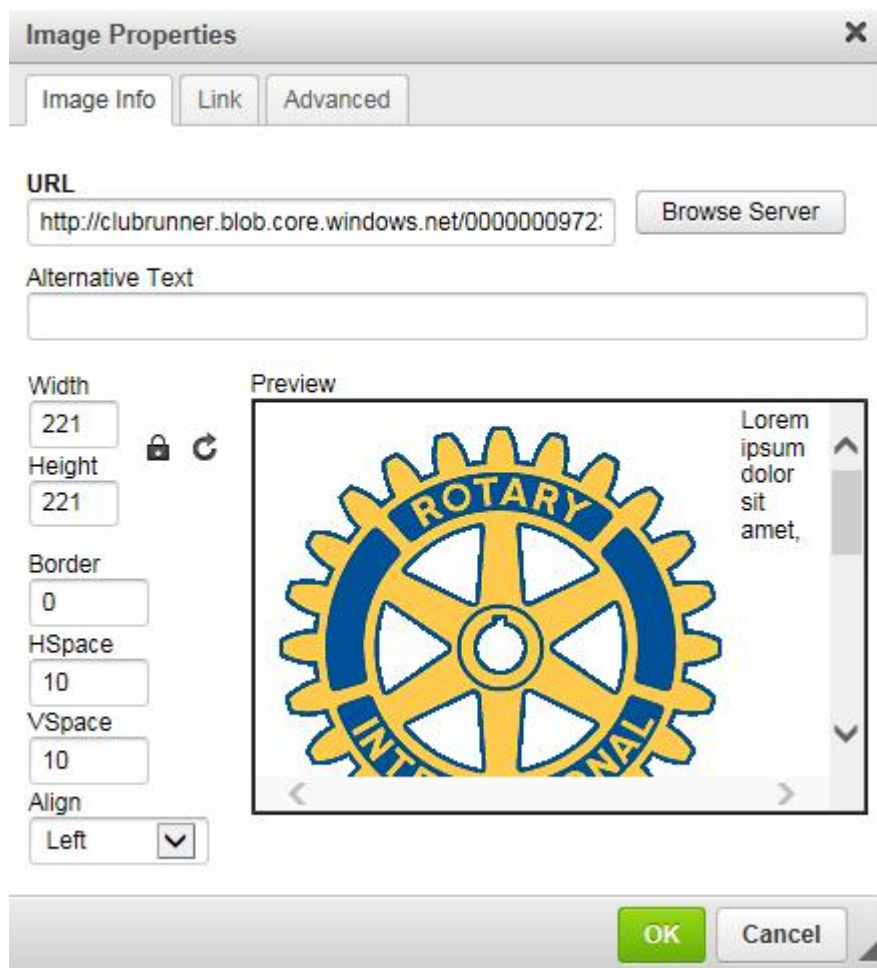 Image Properties
Image Info Link Advanced
URL
http://clubrunner.blob.core.windows.net/0000000972
Browse Server
Alternative Text
Width
221
Height
221
Border
0
HSpace
10
VSpace
10
Align
Left
Preview
ROTARY
INTERNATIONAL
Lorem
ipsum
dolor
sit
amet,
OK Cancel